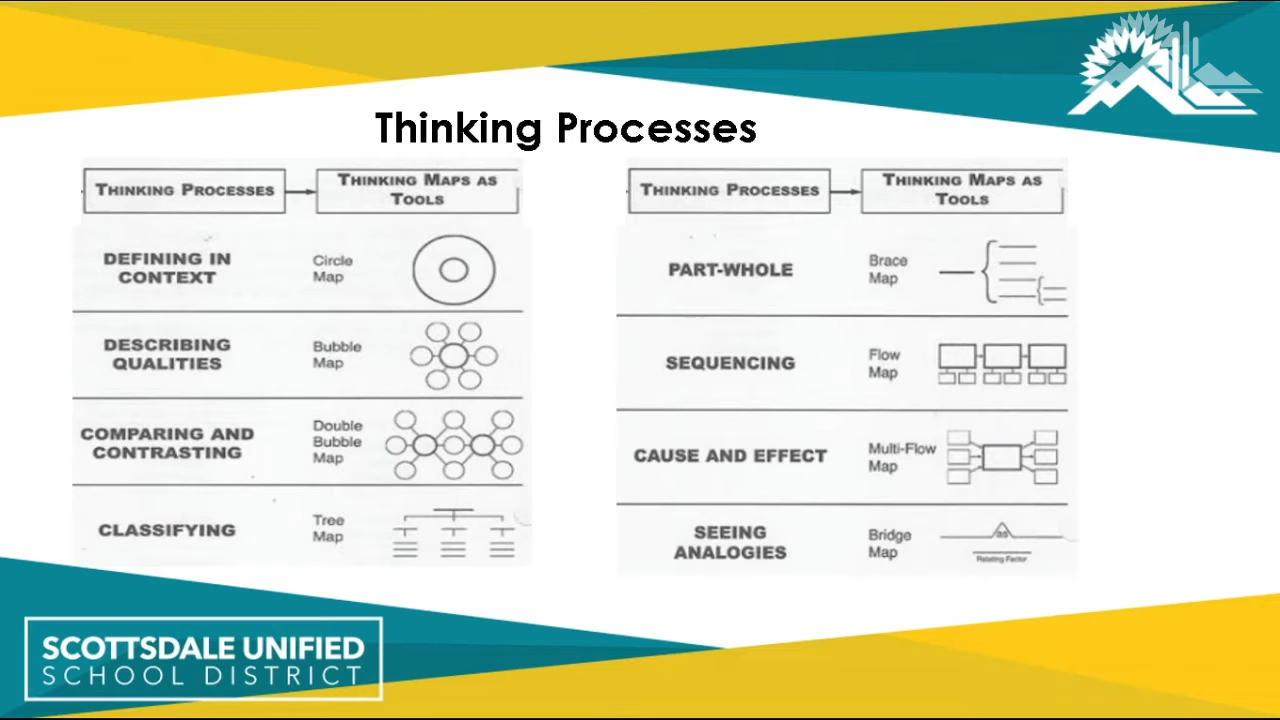 Thinking Processes
THINKING PROCESSES
THINKING MAPS AS
TOOLS
DEFINING IN
CONTEXT
Circle
Map
DESCRIBING
QUALITIES
Bubble
Map
COMPARING AND
CONTRASTING
Double
Bubble
Map
CLASSIFYING
Tree
Map
THINKING PROCESSES
THINKING MAPS AS
TOOLS
PART-WHOLE
Brace
Map
SEQUENCING
Flow
Map
CAUSE AND EFFECT
Multi-Flow
Map
SEEING
ANALOGIES
Bridge
Map
as
Relating Factor
SCOTTSDALE UNIFIED
SCHOOL DISTRICT